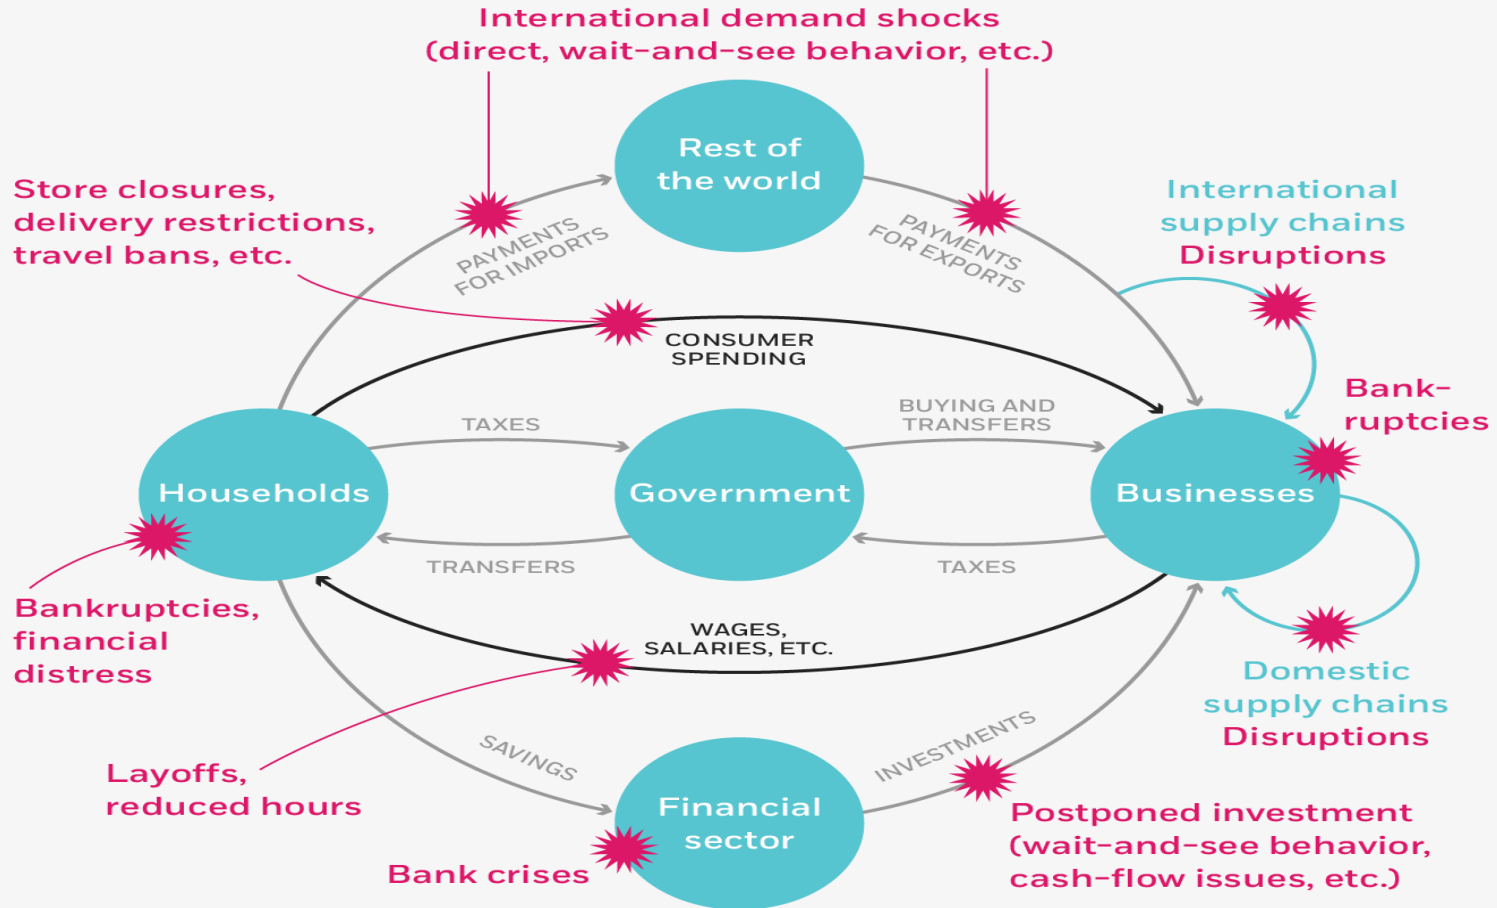 International demand shocks
(direct, wait-and-see behavior, etc.)
Rest of
the world
Store closures,
delivery restrictions,
travel bans, etc.
International
supply chains
Disruptions
PAYMENTS
FOR IMPORTS
PAYMENTS
FOR EXPORTS
CONSUMER
SPENDING
Bank-
ruptcies
TAXES
BUYING AND
TRANSFERS
Households
Government
Businesses
TRANSFERS
TAXES
Bankruptcies,
financial
distress
WAGES,
SALARIES, ETC.
Domestic
supply chains
Disruptions
SAVINGS
INVESTMENTS
Layoffs,
reduced hours
Financial
sector
Postponed investment
(wait-and-see behavior,
cash-flow issues, etc.)
Bank crises